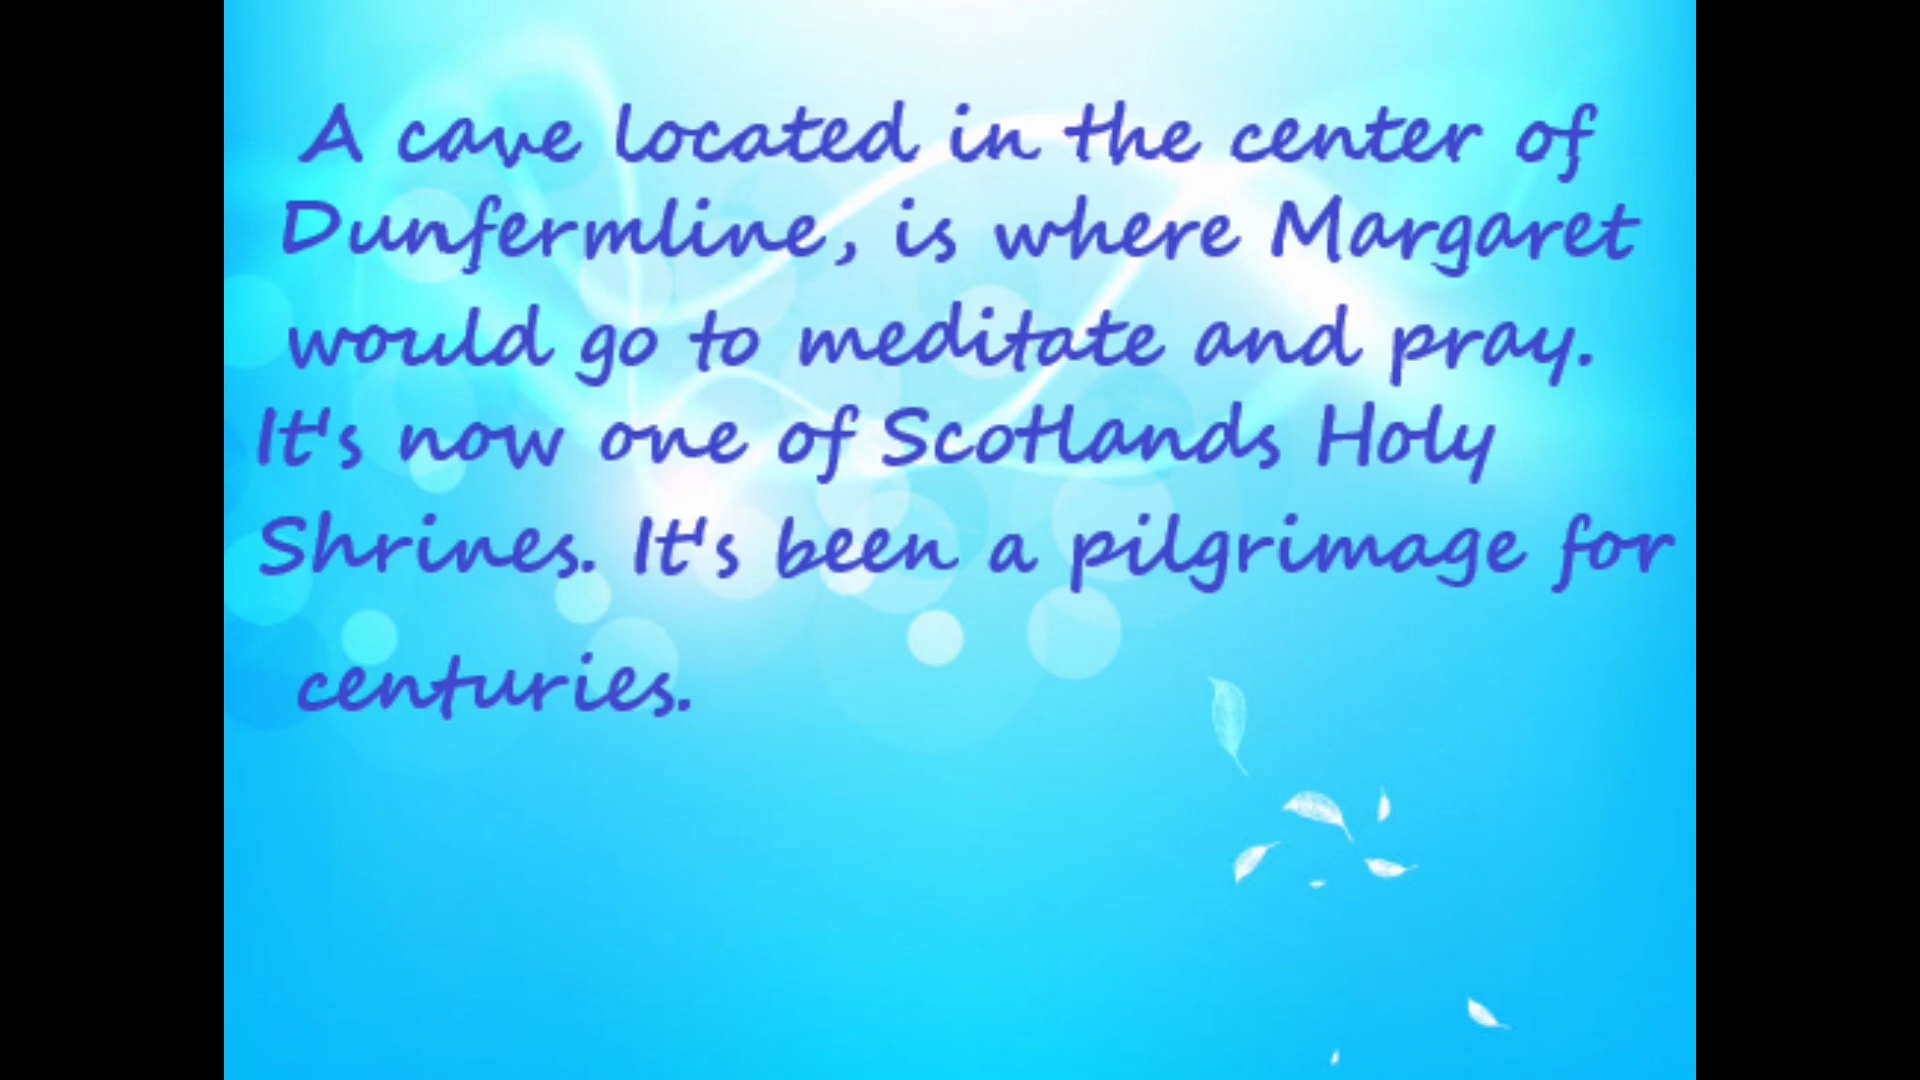 A cave located in the center of
Dunfermline, is where Margaret
would go to meditate and pray.
It's now one of Scotlands Holy
Shrines. It's been a pilgrimage for
centuries.